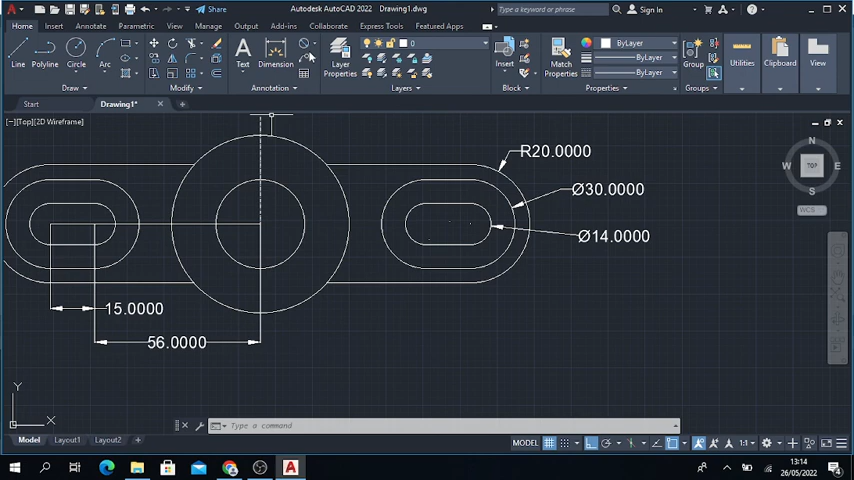 Share
Autodesk AutoCAD 2022 Drawing1.dwg
Type a keyword or phrase
Sign In
Home
Insert
Annotate
Parametric
View
Manage
Output
Add-ins
Collaborate
Express Tools
Featured Apps
Line
Polyline
Circle
Arc
Text
Dimension
Layer
Properties
0
Insert
Match
Properties
ByLayer
ByLayer
ByLayer
Group
Utilities
Clipboard
View
Draw
Modify
Annotation
Layers
Block
Properties
Groups
Start
Drawing1*
[−][Top][2D Wireframe]
N
W
TOP
E
S
WCS
R20.0000
Ø30.0000
Ø14.0000
15.0000
56.0000
Y
X
Type a command
Model
Layout1
Layout2
MODEL
1:1
13:14
26/05/2022
4